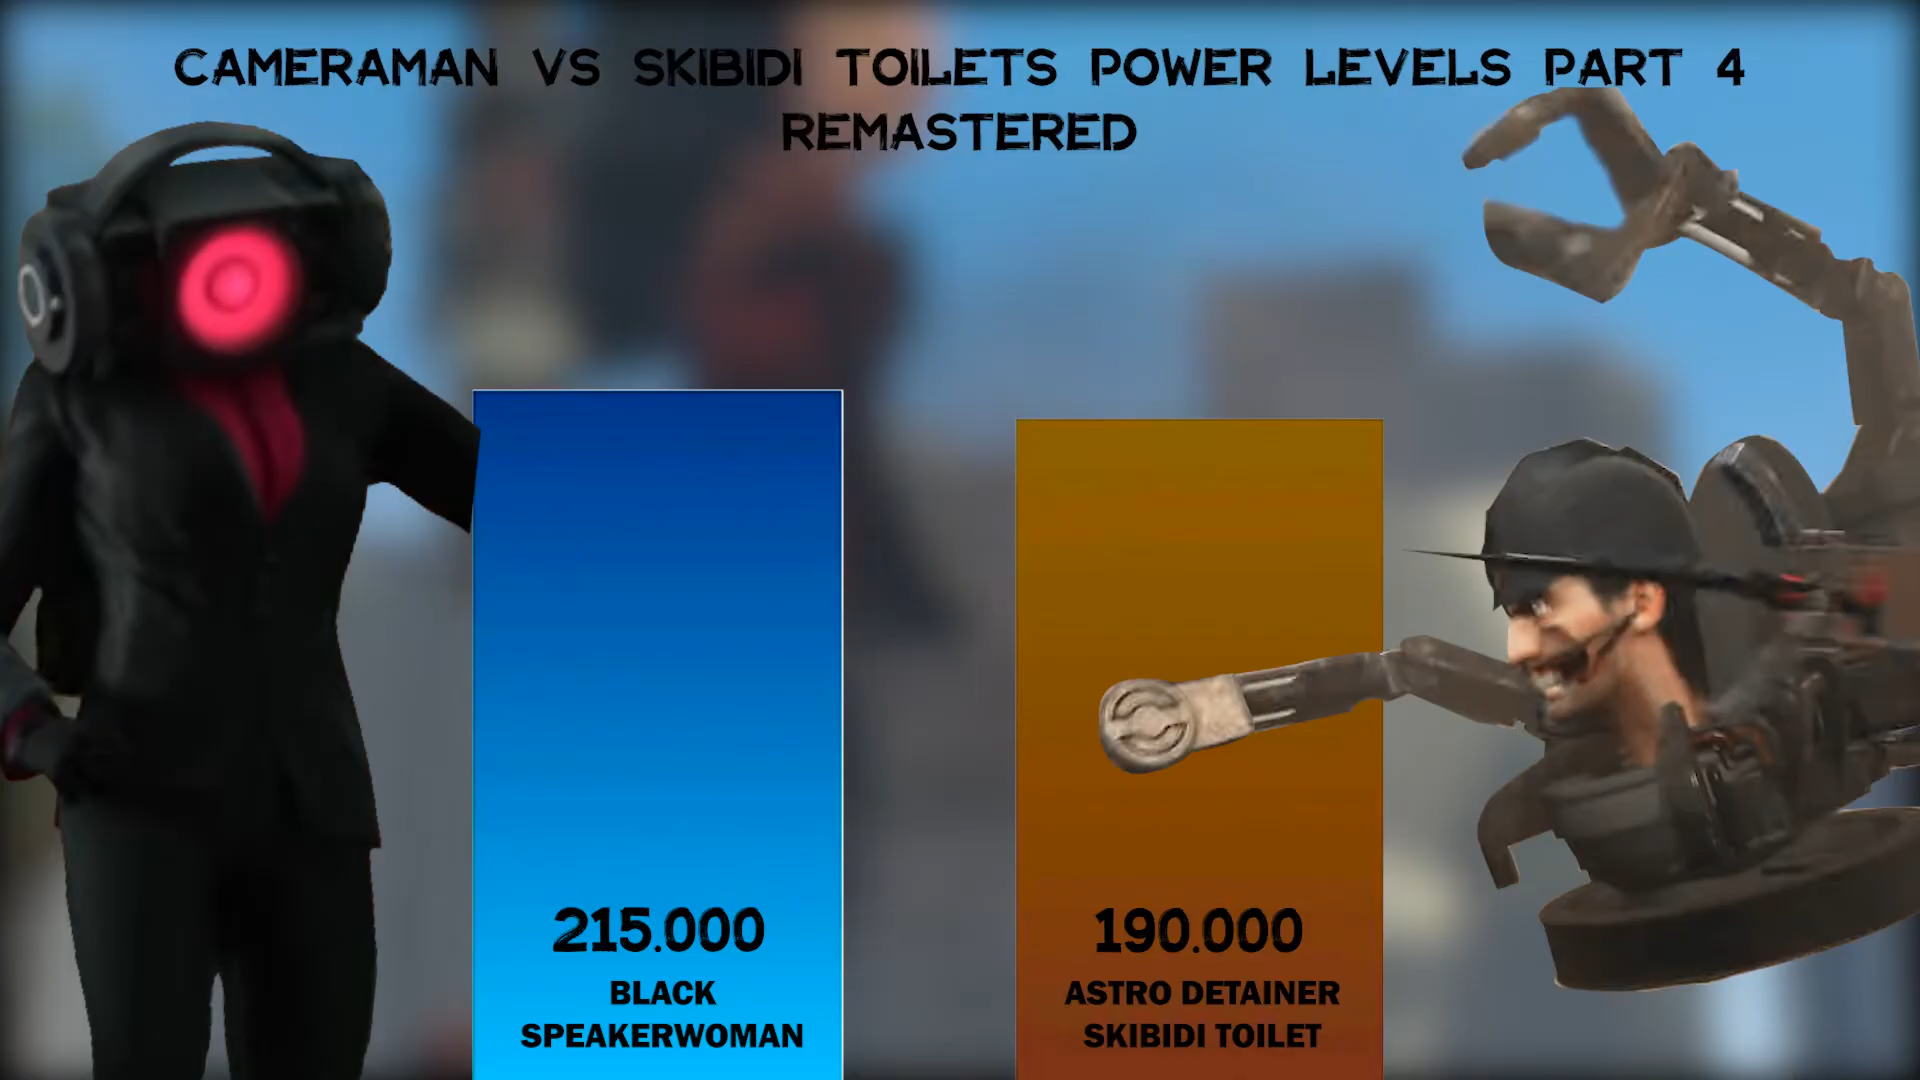 CAMERAMAN VS SKIBIDI TOILETS POWER LEVELS PART 4
REMASTERED
215.000
BLACK
SPEAKERWOMAN
190.000
ASTRO DETAINER
SKIBIDI TOILET